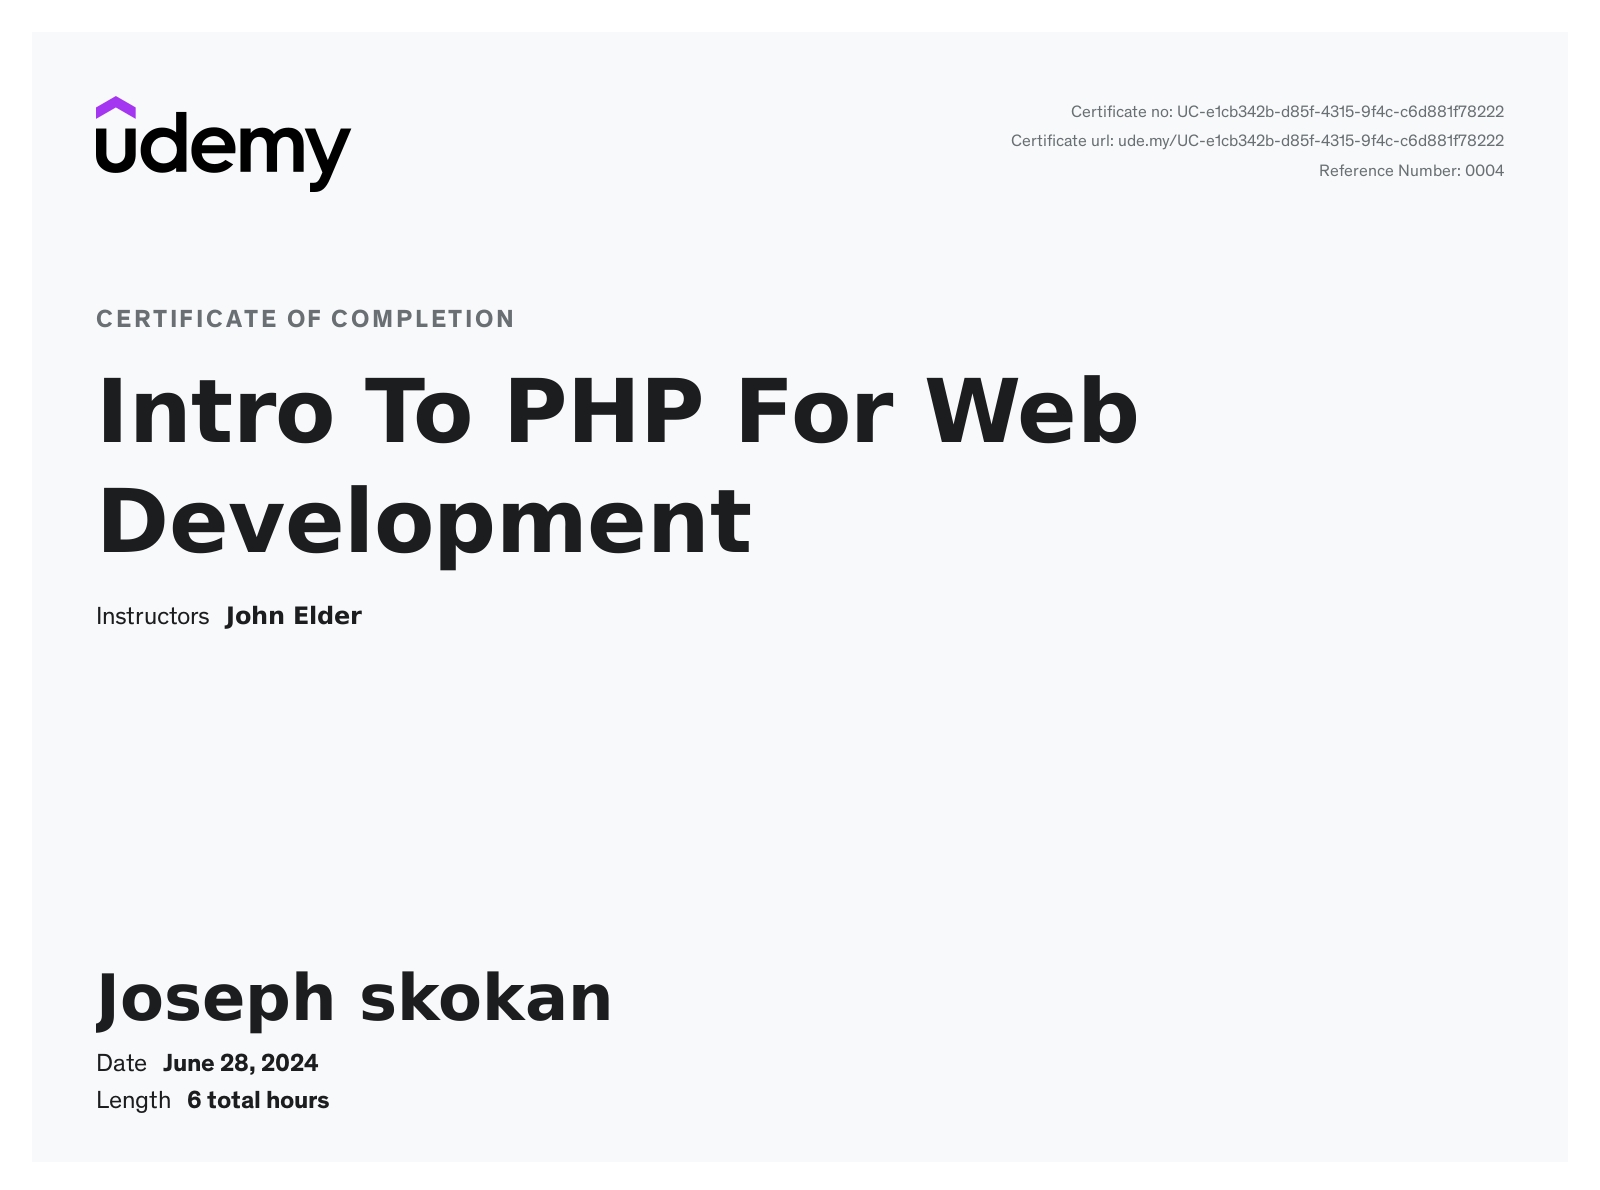 udemy
Certificate no: UC-e1cb342b-d85f-4315-9f4c-c6d881f78222
Certificate url: ude.my/UC-e1cb342b-d85f-4315-9f4c-c6d881f78222
Reference Number: 0004
CERTIFICATE OF COMPLETION
Intro To PHP For Web
Development
Instructors John Elder
Joseph skokan
Date June 28, 2024
Length 6 total hours